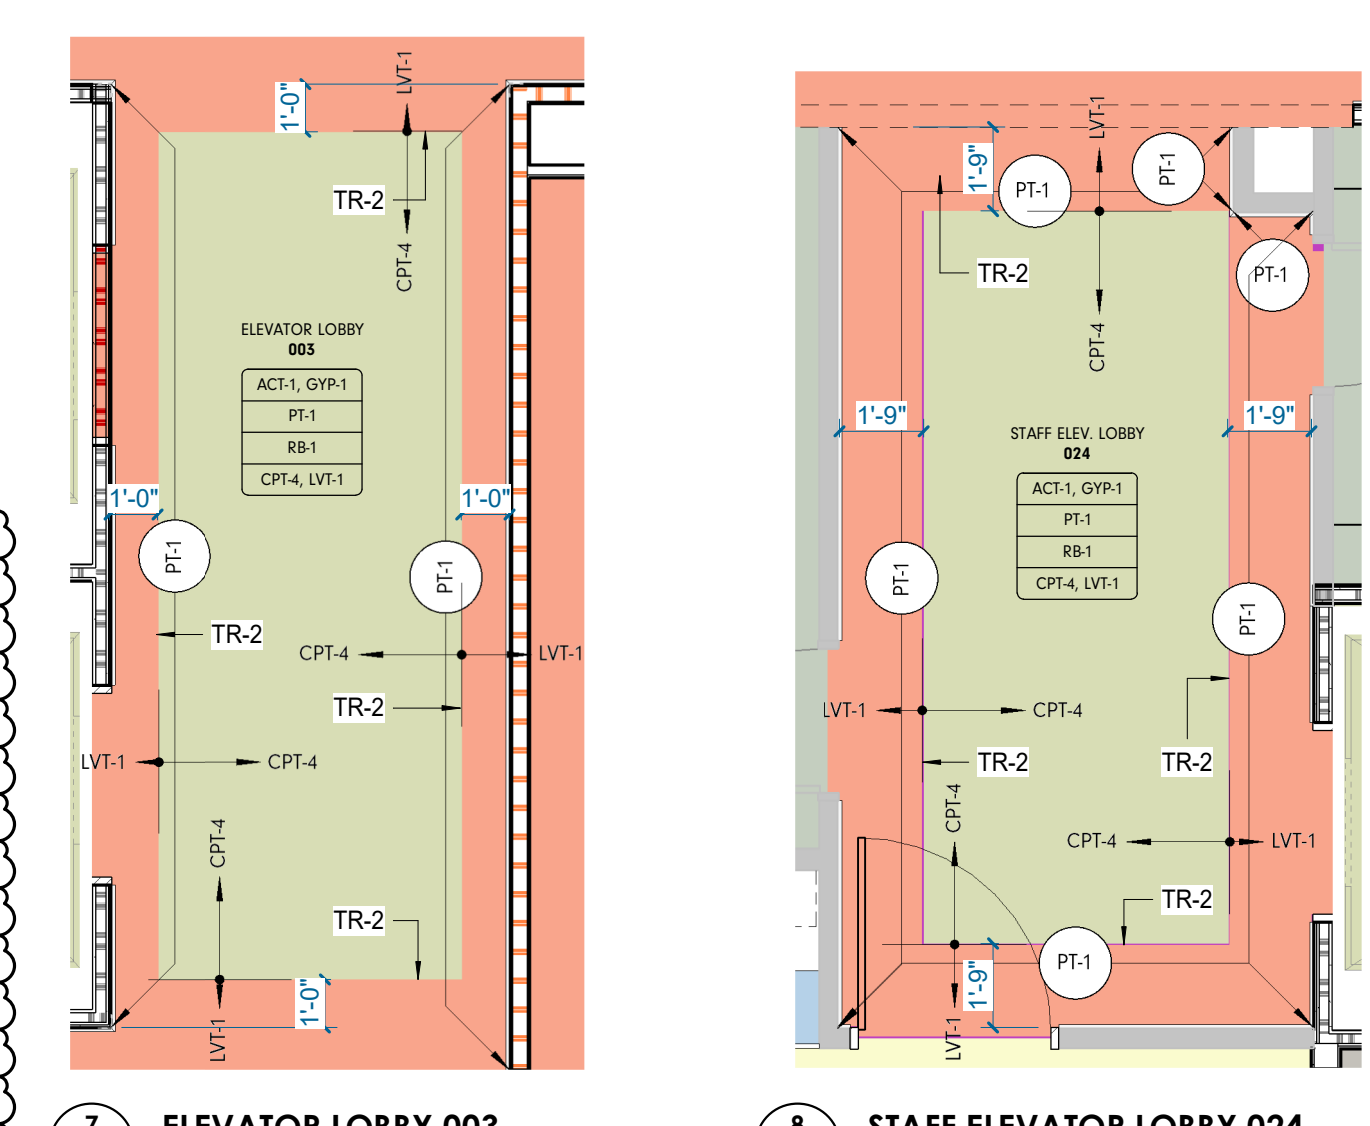 LVT-1
1'-0"
TR-2
CPT-4
ELEVATOR LOBBY
003
ACT-1, GYP-1
PT-1
RB-1
CPT-4, LVT-1
1'-0"
1'-0"
PT-1
PT-1
TR-2
CPT-4
LVT-1
TR-2
LVT-1
CPT-4
CPT-4
TR-2
1'-0"
LVT-1
7
ELEVATOR LOBBY 003
LVT-1
1'-9"
PT-1
PT-1
TR-2
PT-1
CPT-4
1'-9"
1'-9"
STAFF ELEV. LOBBY
024
ACT-1, GYP-1
PT-1
RB-1
CPT-4, LVT-1
PT-1
PT-1
LVT-1
CPT-4
TR-2
TR-2
CPT-4
CPT-4
LVT-1
TR-2
PT-1
1'-9"
LVT-1
8
STAFF ELEVATOR LOBBY 024